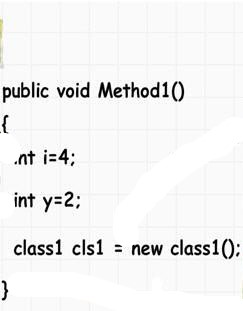 public void Method1()
{
int i=4;
int y=2;
class1 cls1 = new class1();
}